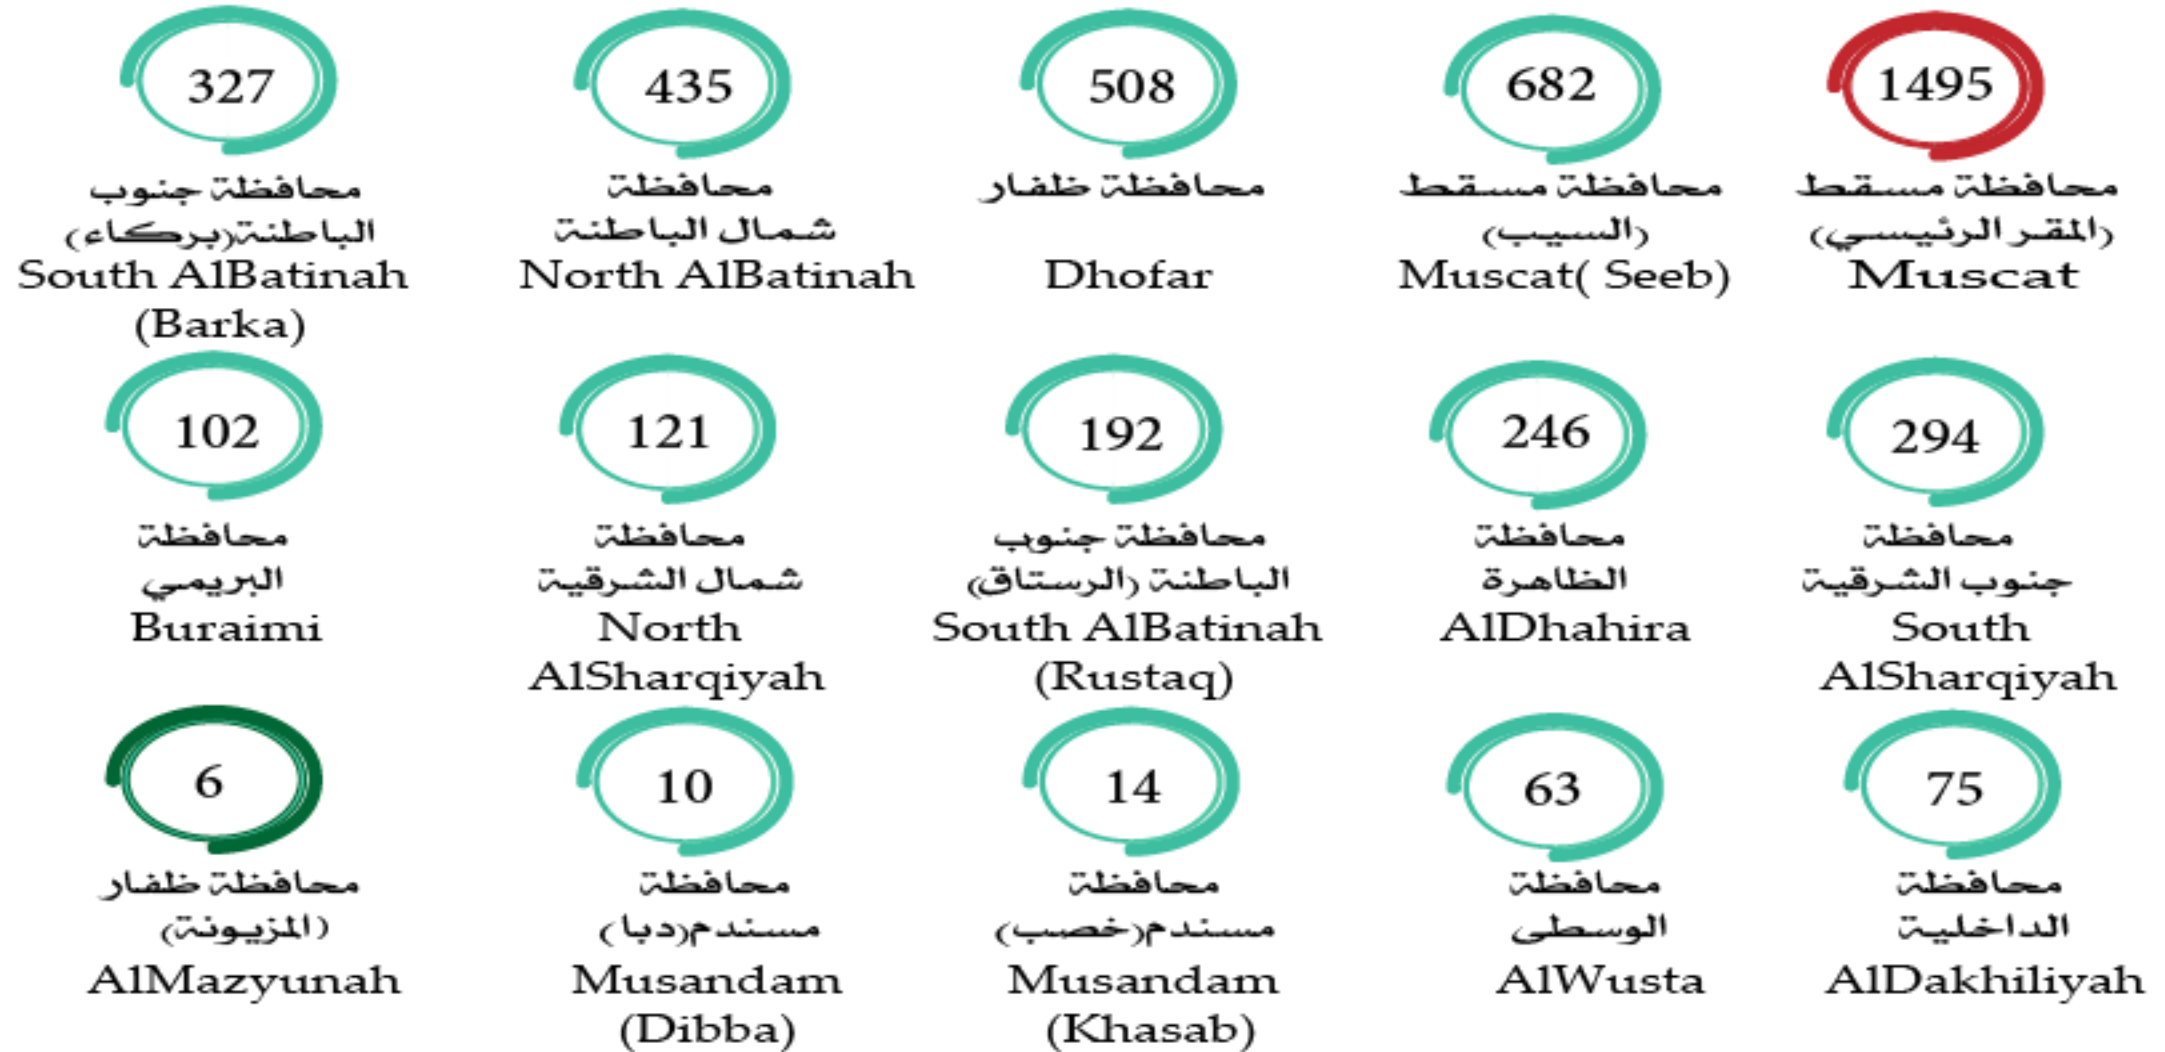 327
محافظة جنوب
الباطنة(بركاء)
South AlBatinah
(Barka)
435
محافظة
شمال الباطنة
North AlBatinah
508
محافظة ظفار
Dhofar
682
محافظة مسقط
(السيب)
Muscat( Seeb)
1495
محافظة مسقط
(المقر الرئيسي)
Muscat
102
محافظة
البريمي
Buraimi
121
محافظة
شمال الشرقية
North
AlSharqiyah
192
محافظة جنوب
الباطنة (الرستاق)
South AlBatinah
(Rustaq)
246
محافظة
الظاهرة
AlDhahira
294
محافظة
جنوب الشرقية
South
AlSharqiyah
6
محافظة ظفار
(المزيونة)
AlMazyunah
10
محافظة
مسندم(دبا)
Musandam
(Dibba)
14
محافظة
مسندم(خصب)
Musandam
(Khasab)
63
محافظة
الوسطى
AlWusta
75
محافظة
الداخلية
AlDakhiliyah